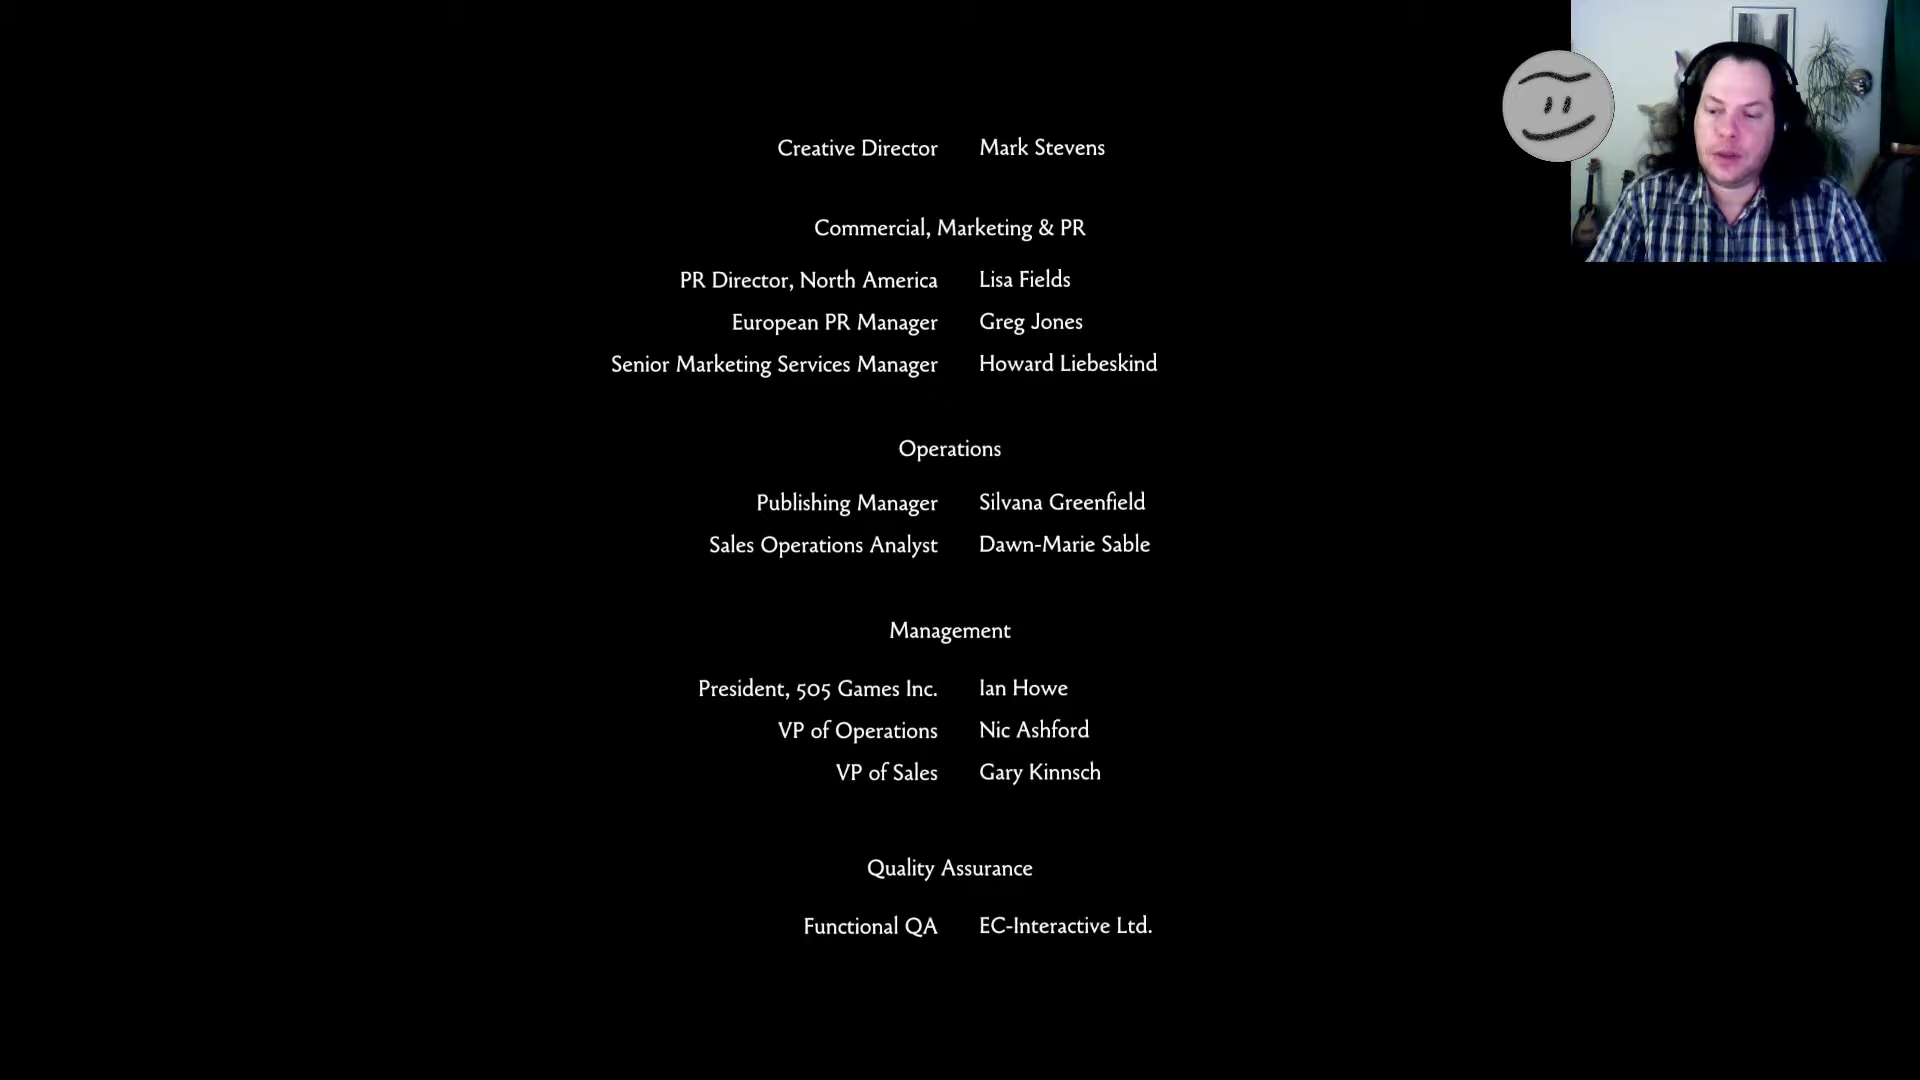 Creative Director Mark Stevens
Commercial, Marketing & PR
PR Director, North America Lisa Fields
European PR Manager Greg Jones
Senior Marketing Services Manager Howard Liebeskind
Operations
Publishing Manager Silvana Greenfield
Sales Operations Analyst Dawn-Marie Sable
Management
President, 505 Games Inc. Ian Howe
VP of Operations Nic Ashford
VP of Sales Gary Kinnsch
Quality Assurance
Functional QA EC-Interactive Ltd.